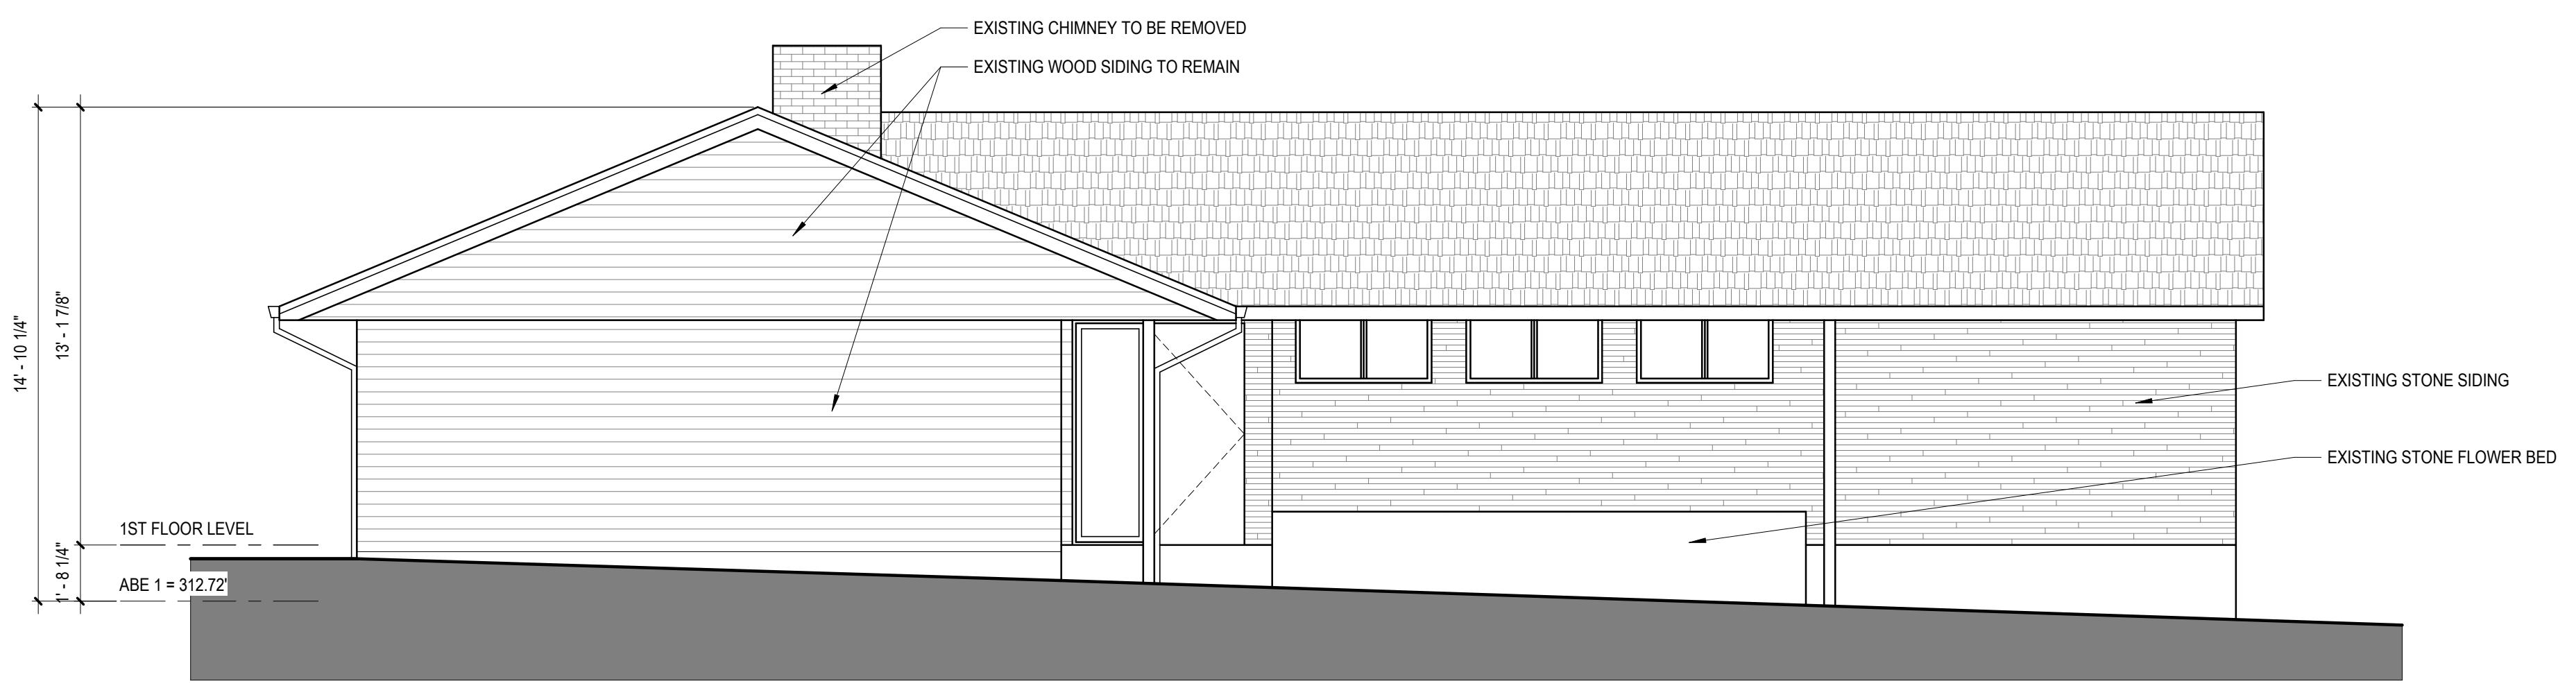 EXISTING CHIMNEY TO BE REMOVED
EXISTING WOOD SIDING TO REMAIN
14' - 10 1/4"
13' - 1 7/8"
EXISTING STONE SIDING
EXISTING STONE FLOWER BED
1ST FLOOR LEVEL
1' - 8 1/4"
ABE 1 = 312.72'